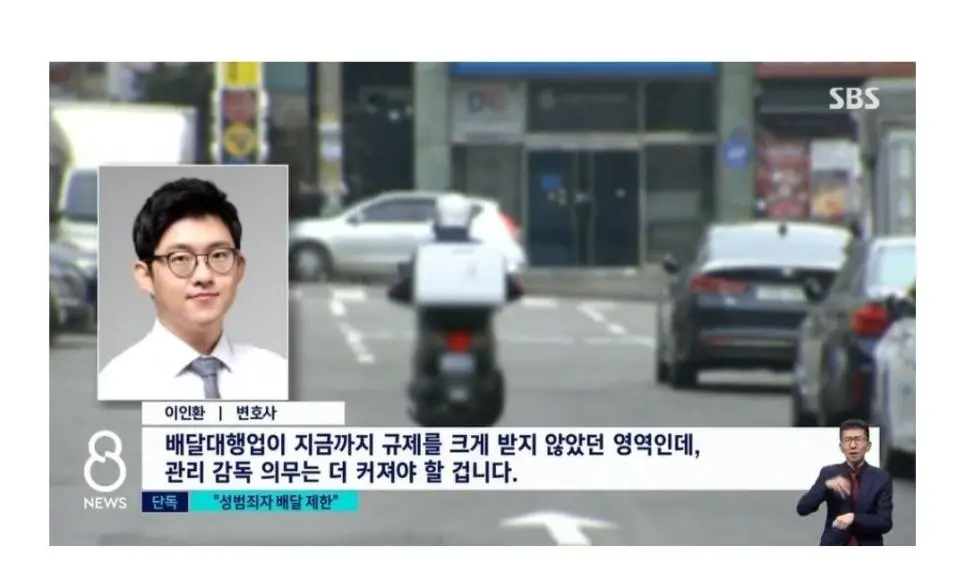 SBS
이인환 | 변호사
배달대행업이 지금까지 규제를 크게 받지 않았던 영역인데,
관리 감독 의무는 더 커져야 할 겁니다.
8
NEWS
단독 "성범죄자 배달 제한"